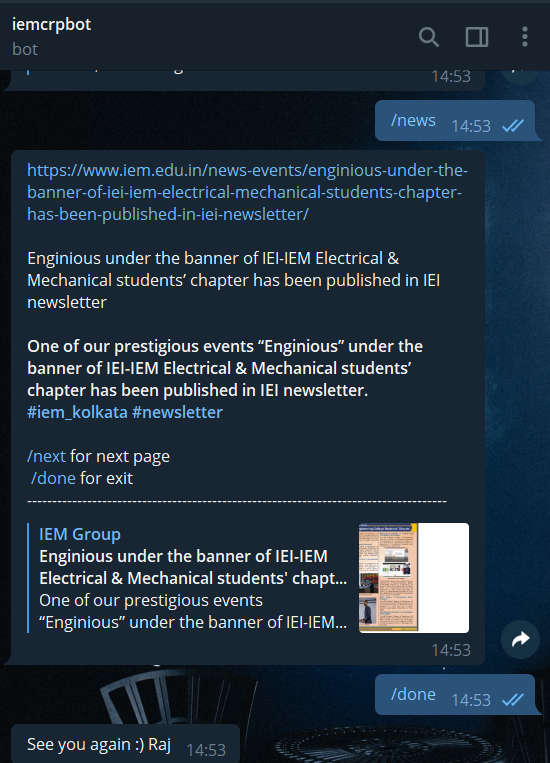 iemcrpbot
bot
14:53
/news 14:53
https://www.iem.edu.in/news-events/enginious-under-the-
banner-of-iei-iem-electrical-mechanical-students-chapter-
has-been-published-in-iei-newsletter/
Enginious under the banner of IEI-IEM Electrical &
Mechanical students’ chapter has been published in IEI
newsletter
One of our prestigious events “Enginious” under the
banner of IEI-IEM Electrical & Mechanical students’
chapter has been published in IEI newsletter.
#iem_kolkata #newsletter
/next for next page
/done for exit
--------------------------------------------------------------------------------
IEM Group
Enginious under the banner of IEI-IEM
Electrical & Mechanical students' chapt...
One of our prestigious events
“Enginious” under the banner of IEI-IEM...
14:53
/done 14:53
See you again :) Raj 14:53